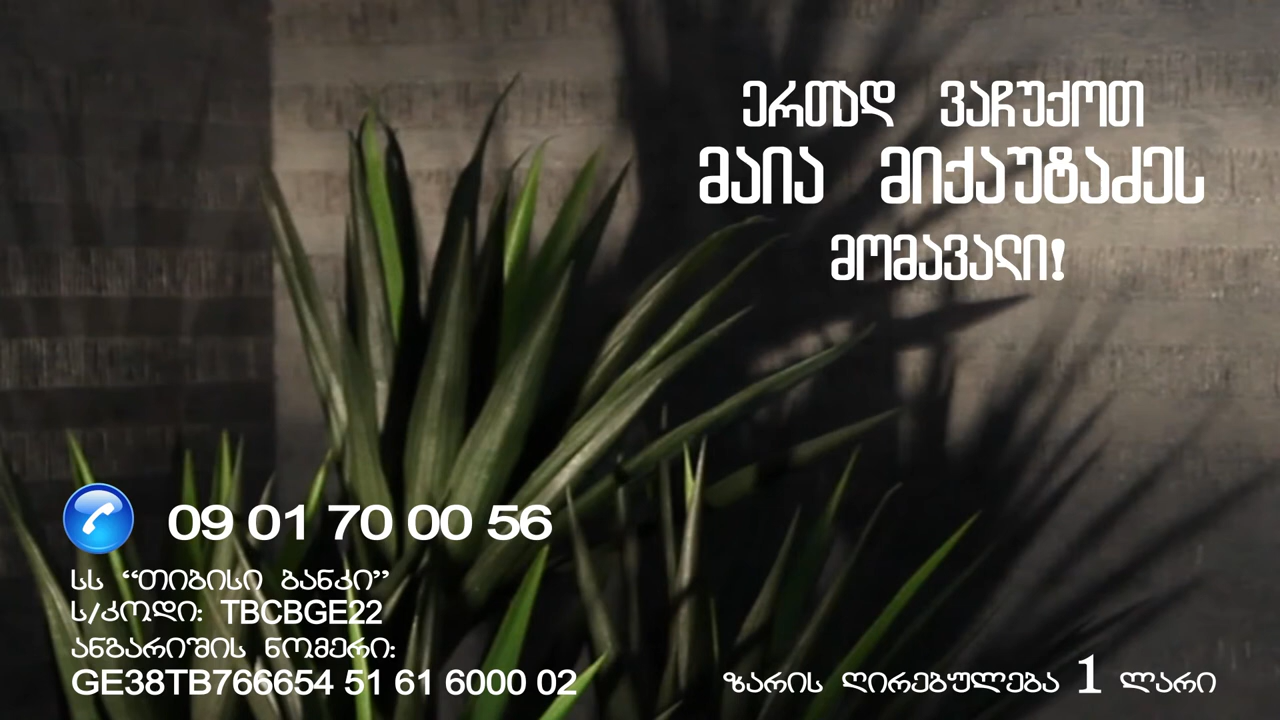 ერთად ვაჩუქოთ
მაია მიქაუტაძეს
მომავალი!
09 01 70 00 56
სს “თიბისი ბანკი”
ს/კოდი: TBCBGE22
ანგარიშის ნომერი:
GE38TB766654 51 61 6000 02
ზარის ღირებულება 1 ლარი